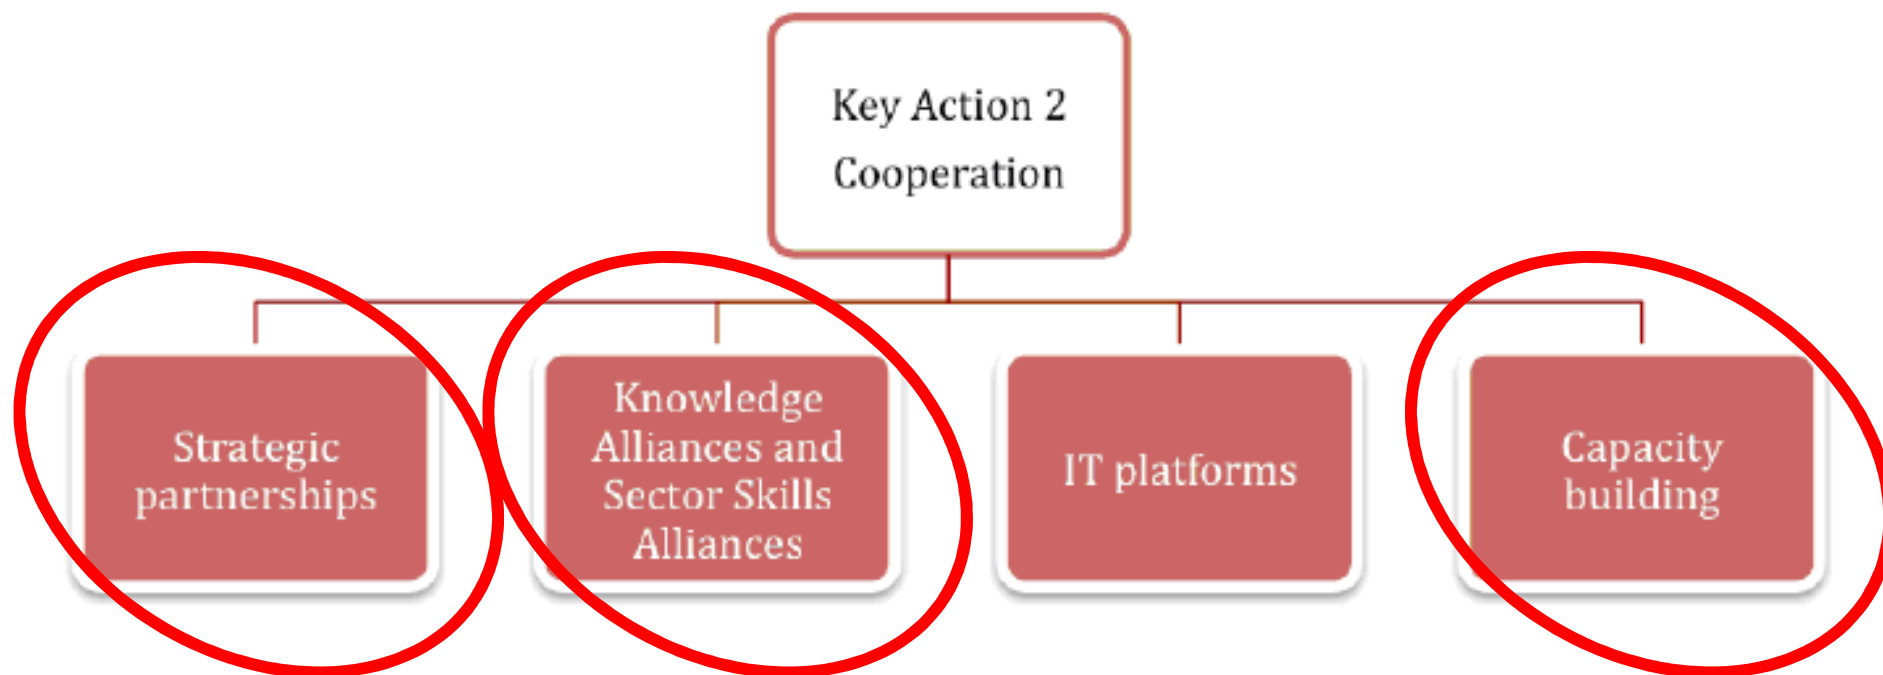 Key Action 2
Cooperation
Strategic
partnerships
Knowledge
Alliances and
Sector Skills
Alliances
IT platforms
Capacity
building